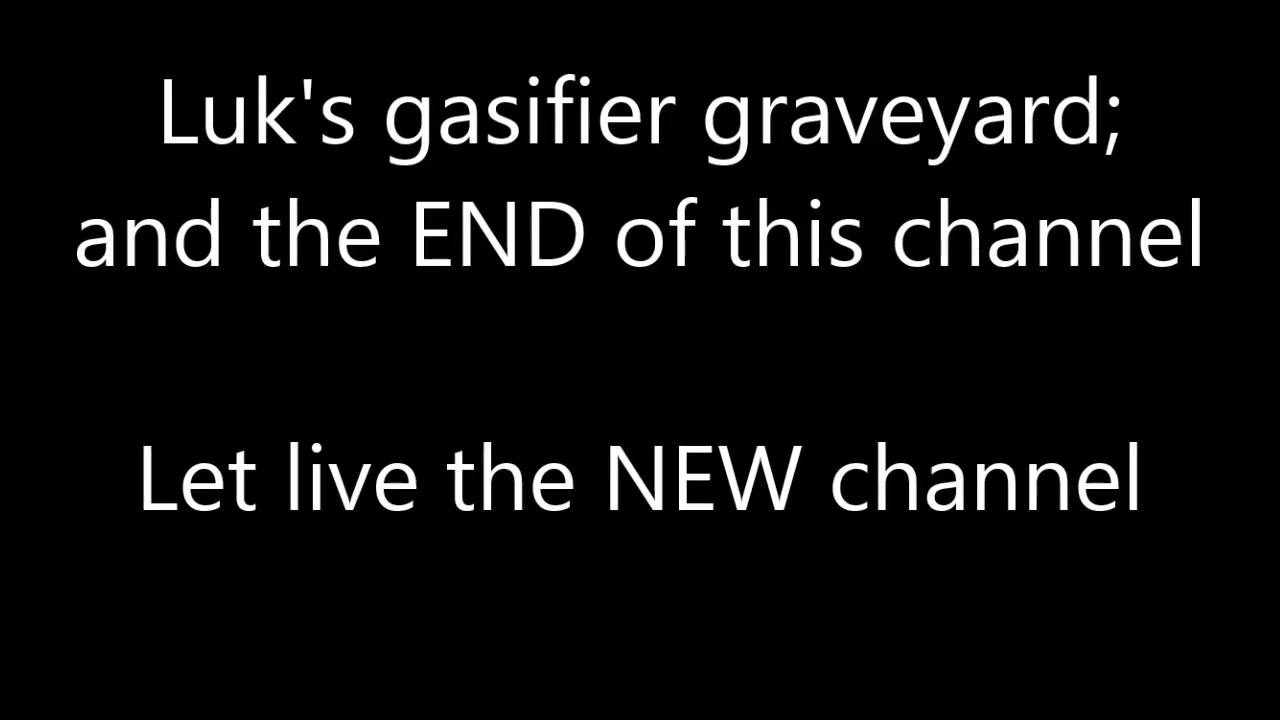 Luk's gasifier graveyard;
and the END of this channel
Let live the NEW channel